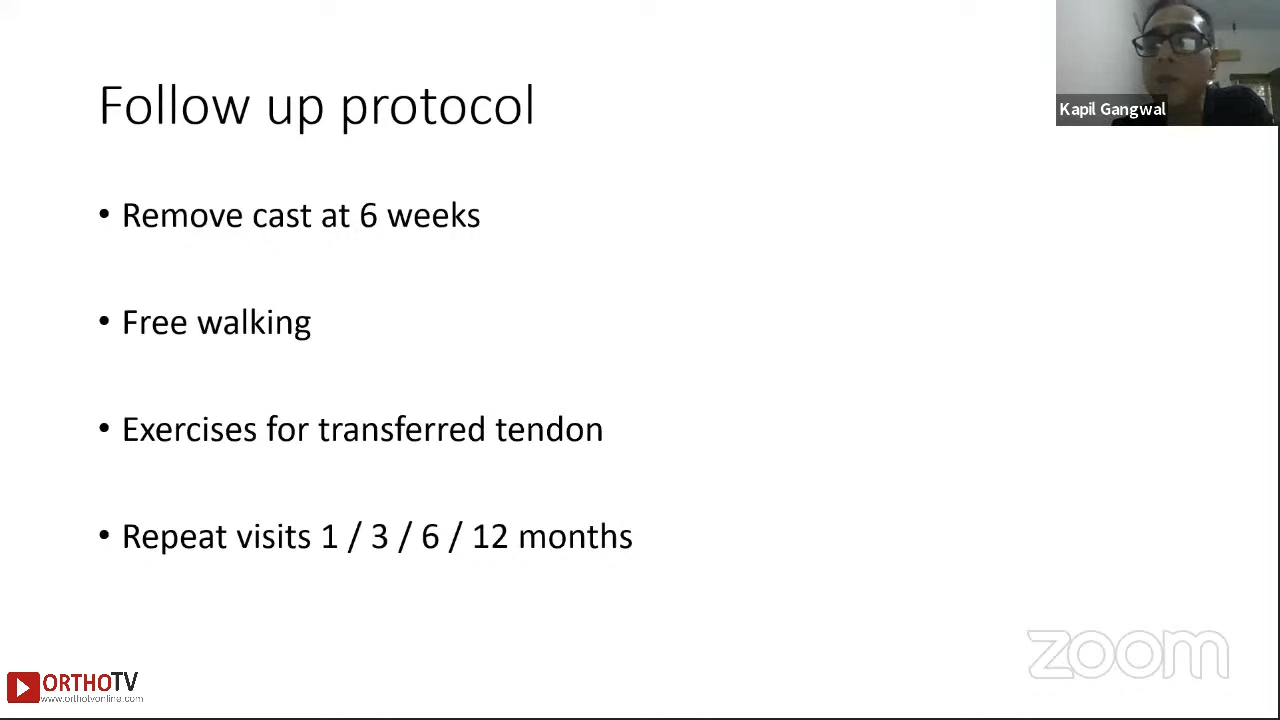 Follow up protocol
Kapil Gangwal
• Remove cast at 6 weeks
• Free walking
• Exercises for transferred tendon
• Repeat visits 1 / 3 / 6 / 12 months
zoom
ORTHOTV
www.orthotvonline.com